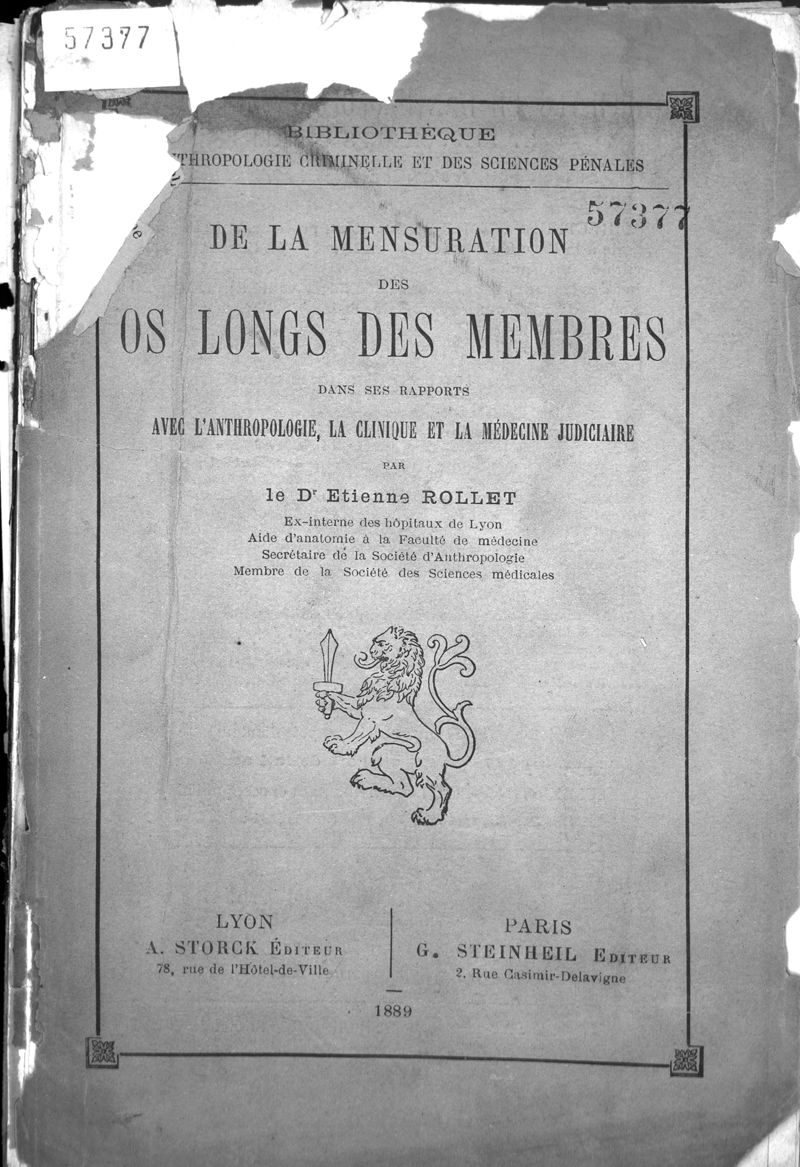 57377
BIBLIOTHÈQUE
THROPOLOGIE CRIMINELLE ET DES SCIENCES PÉNALES
57377
DE LA MENSURATION
DES
OS LONGS DES MEMBRES
DANS SES RAPPORTS
AVEC L'ANTHROPOLOGIE, LA CLINIQUE ET LA MÉDECINE JUDICIAIRE
PAR
le Dr Etienne ROLLET
Ex-interne des hôpitaux de Lyon
Aide d'anatomie à la Faculté de médecine
Secrétaire de la Société d'Anthropologie
Membre de la Société des Sciences médicales
LYON
A. STORCK ÉDITEUR
78, rue de l'Hôtel-de-Ville
PARIS
G. STEINHEIL EDITEUR
2, Rue Casimir-Delavigne
1889